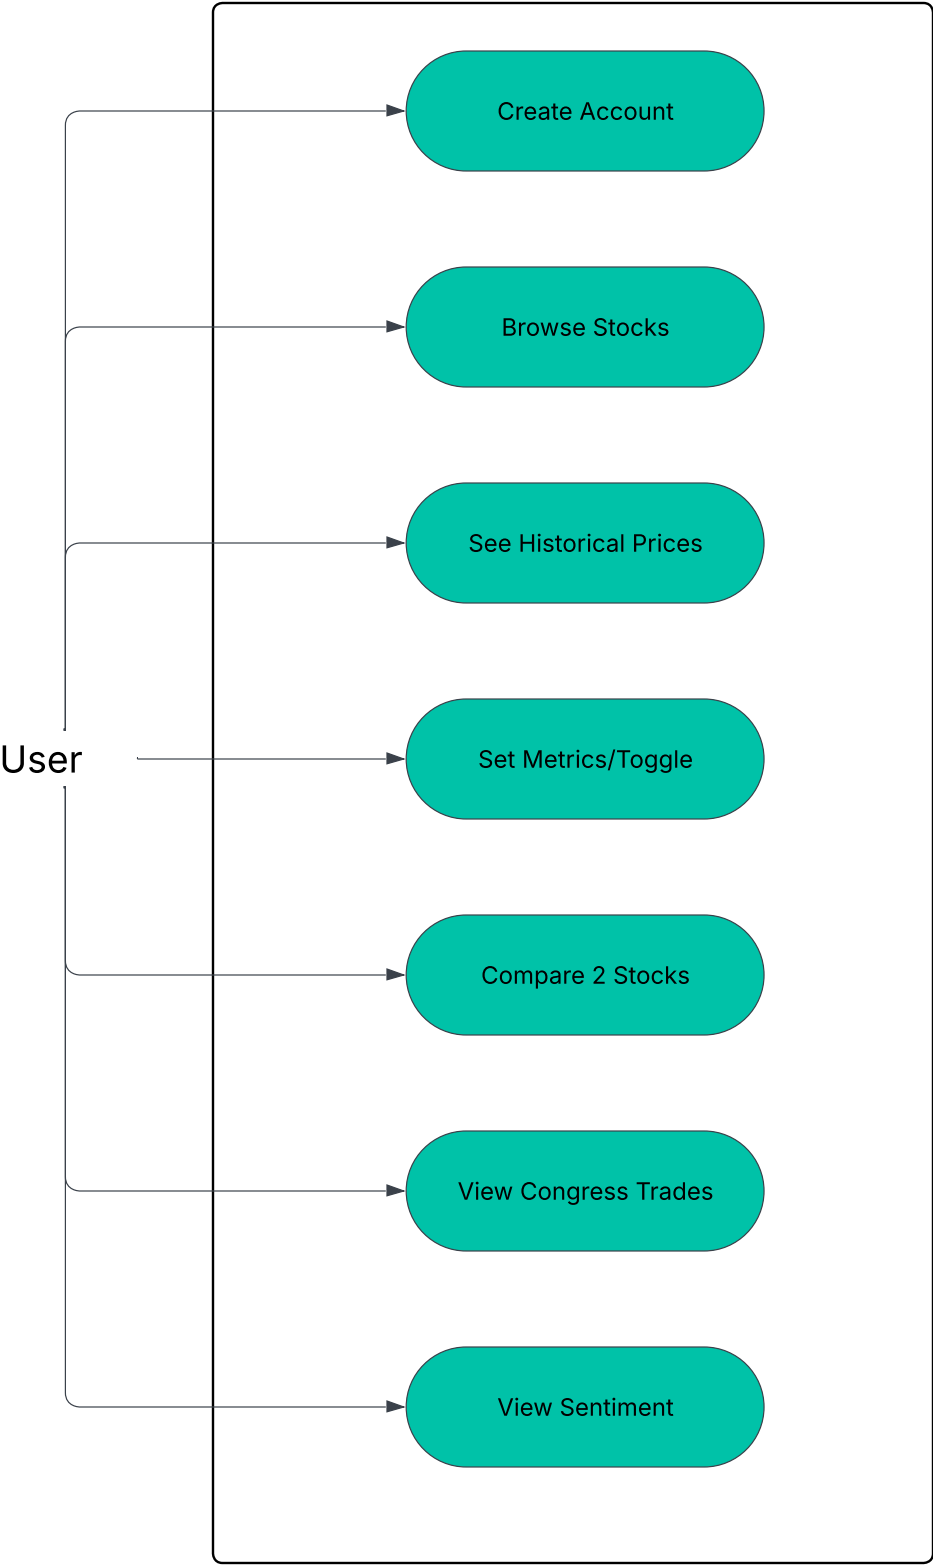 Create Account
Browse Stocks
See Historical Prices
User
Set Metrics/Toggle
Compare 2 Stocks
View Congress Trades
View Sentiment